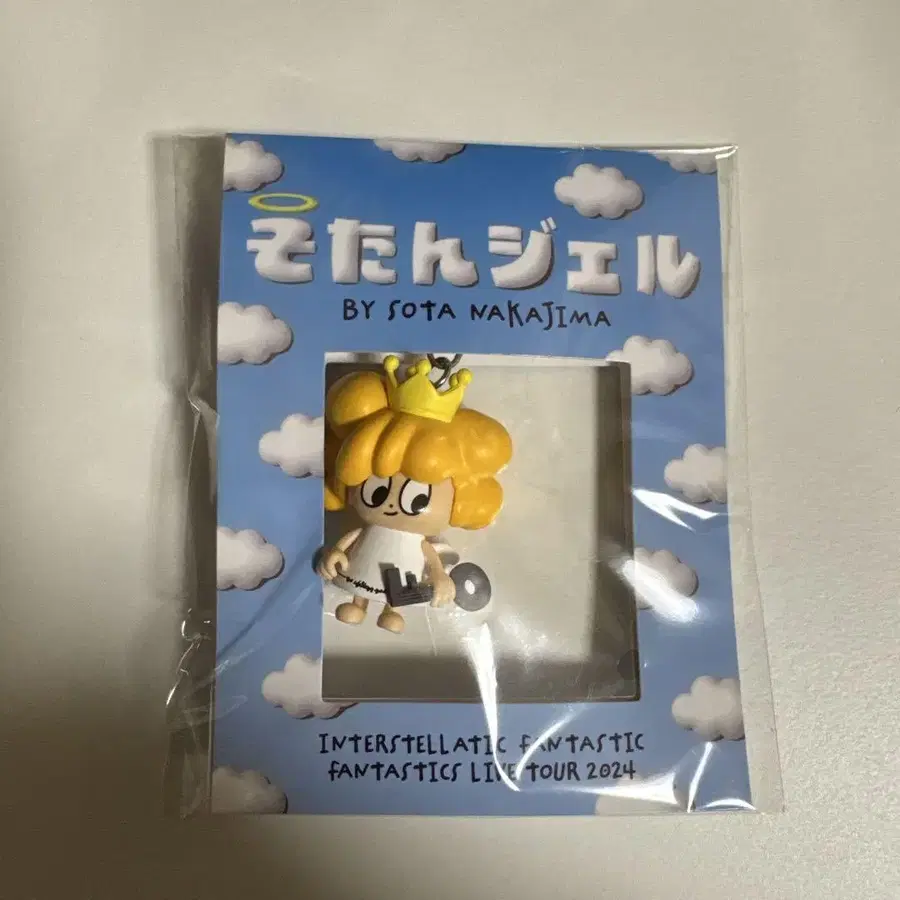 そたんジェル
BY SOTA NAKAJIMA
INTERSTELLATIC FANTASTIC
FANTASTICS LIVE TOUR 2024